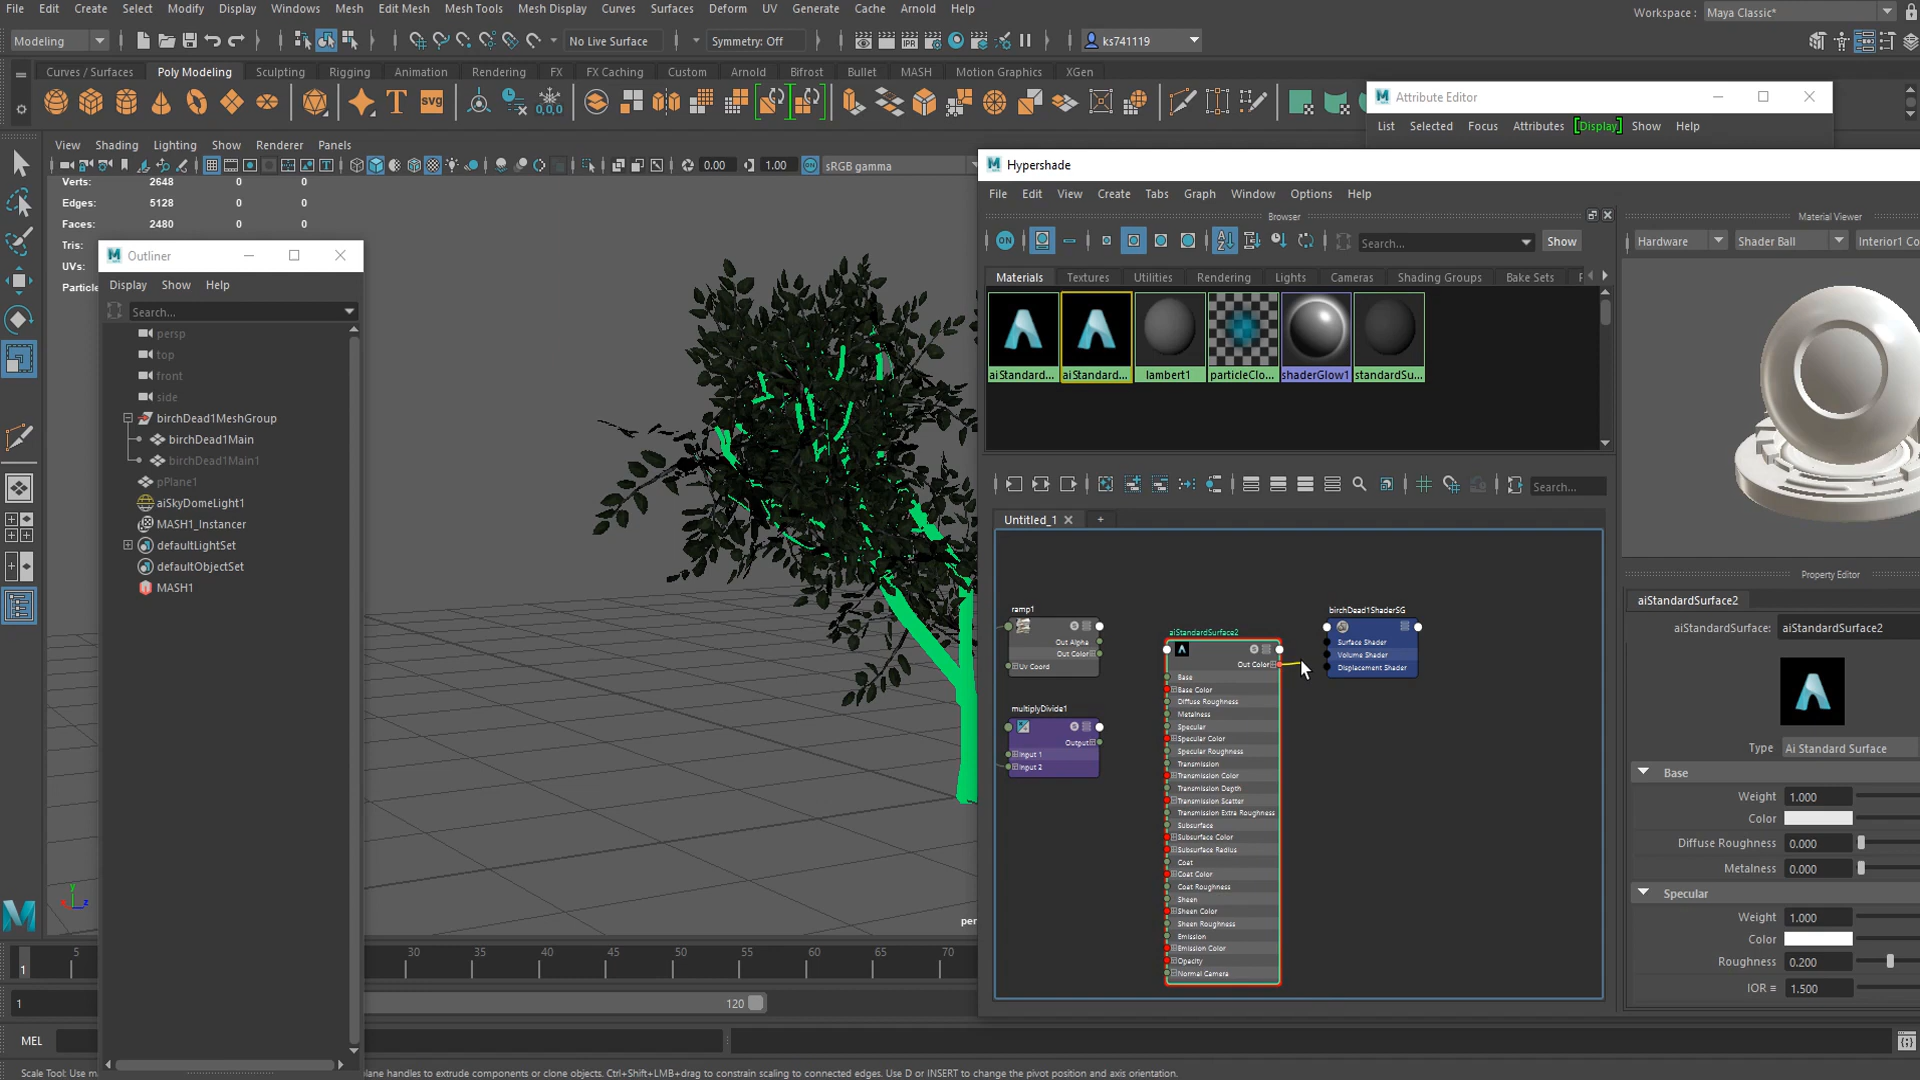 File Edit Create Select Modify Display Windows Mesh Edit Mesh Mesh Tools Mesh Display Curves Surfaces Deform UV Generate Cache Arnold Help
Workspace : Maya Classic*
Modeling
No Live Surface
Symmetry: Off
ks741119
Curves / Surfaces Poly Modeling Sculpting Rigging Animation Rendering FX FX Caching Custom Arnold Bifrost Bullet MASH Motion Graphics XGen
T SVG 0,0,0
Attribute Editor
List Selected Focus Attributes Display Show Help
View Shading Lighting Show Renderer Panels
0.00 1.00 sRGB gamma
Verts: 2648 0 0
Edges: 5128 0 0
Faces: 2480 0 0
Tris:
UVs:
Particle
Outliner
Display Show Help
Search...
persp
top
front
side
birchDead1MeshGroup
birchDead1Main
birchDead1Main1
pPlane1
aiSkyDomeLight1
MASH1_Instancer
defaultLightSet
defaultObjectSet
MASH1
Hypershade
File Edit View Create Tabs Graph Window Options Help
Browser
ON
Search...
Show
Materials Textures Utilities Rendering Lights Cameras Shading Groups Bake Sets
aiStandard... aiStandard... lambert1 particleClo... shaderGlow1 standardSu...
Search...
Untitled_1 +
ramp1
Out Alpha
Out Color
Uv Coord
multiplyDivide1
Output
Input 1
Input 2
aiStandardSurface2
Out Color
Base
Base Color
Diffuse Roughness
Metalness
Specular
Specular Color
Specular Roughness
Transmission
Transmission Color
Transmission Depth
Transmission Scatter
Transmission Extra Roughness
Subsurface
Subsurface Color
Subsurface Radius
Coat
Coat Color
Coat Roughness
Sheen
Sheen Color
Sheen Roughness
Emission
Emission Color
Opacity
Normal Camera
birchDead1ShaderSG
Surface Shader
Volume Shader
Displacement Shader
Material Viewer
Hardware Shader Ball Interior1 Co
Property Editor
aiStandardSurface2
aiStandardSurface: aiStandardSurface2
Type Ai Standard Surface
Base
Weight 1.000
Color
Diffuse Roughness 0.000
Metalness 0.000
Specular
Weight 1.000
Color
Roughness 0.200
IOR = 1.500
y
z
per
1 5 30 35 40 45 50 55 60 65 70
1 120
MEL
Scale Tool: Use m
plane handles to extrude components or clone objects. Ctrl+Shift+LMB+drag to constrain scaling to connected edges. Use D or INSERT to change the pivot position and axis orientation.